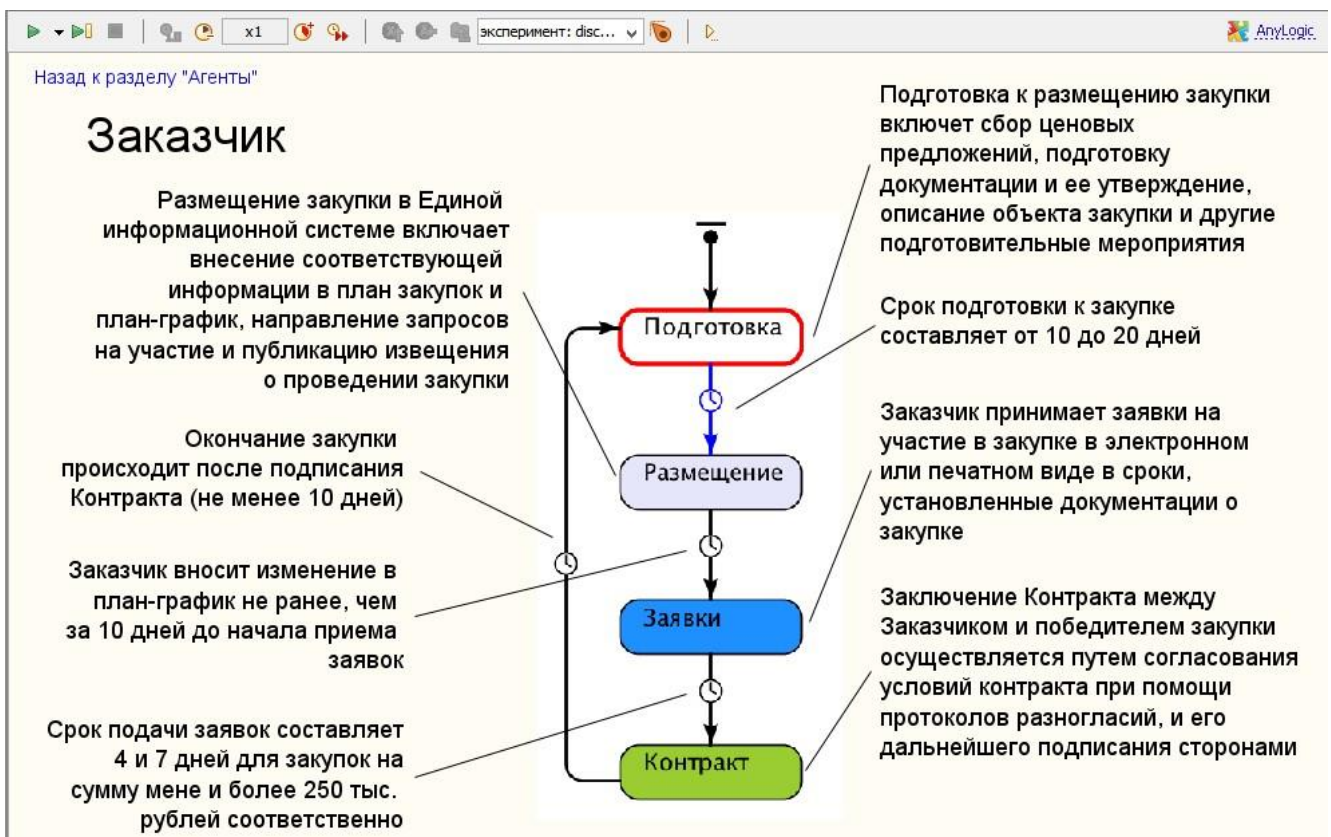 x1
эксперимент: disc...
AnyLogic
Назад к разделу "Агенты"
Заказчик
Размещение закупки в Единой
информационной системе включает
внесение соответствующей
информации в план закупок и
план-график, направление запросов
на участие и публикацию извещения
о проведении закупки
Окончание закупки
происходит после подписания
Контракта (не менее 10 дней)
Заказчик вносит изменение в
план-график не ранее, чем
за 10 дней до начала приема
заявок
Срок подачи заявок составляет
4 и 7 дней для закупок на
сумму мене и более 250 тыс.
рублей соответственно
Подготовка
Размещение
Заявки
Контракт
Подготовка к размещению закупки
включет сбор ценовых
предложений, подготовку
документации и ее утверждение,
описание объекта закупки и другие
подготовительные мероприятия
Срок подготовки к закупке
составляет от 10 до 20 дней
Заказчик принимает заявки на
участие в закупке в электронном
или печатном виде в сроки,
установленные документации о
закупке
Заключение Контракта между
Заказчиком и победителем закупки
осуществляется путем согласования
условий контракта при помощи
протоколов разногласий, и его
дальнейшего подписания сторонами